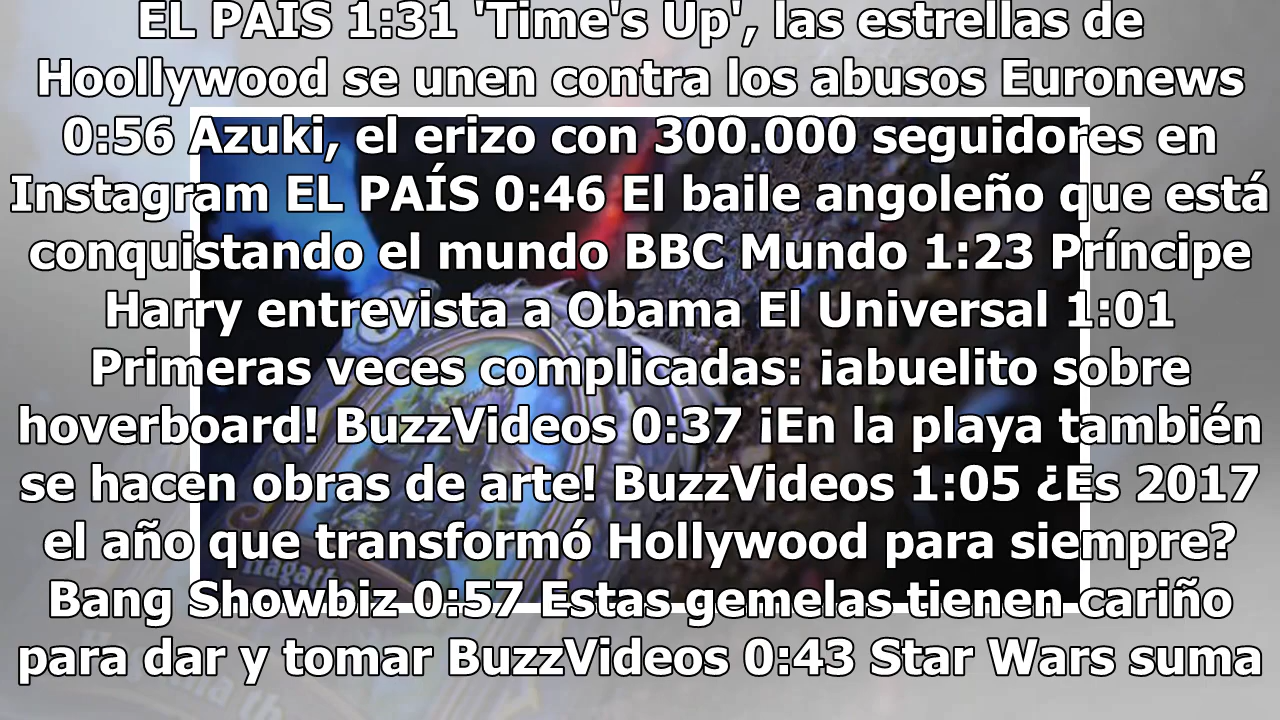 EL PAÍS 1:31 'Time's Up', las estrellas de
Hoollywood se unen contra los abusos Euronews
0:56 Azuki, el erizo con 300.000 seguidores en
Instagram EL PAÍS 0:46 El baile angoleño que está
conquistando el mundo BBC Mundo 1:23 Príncipe
Harry entrevista a Obama El Universal 1:01
Primeras veces complicadas: ¡abuelito sobre
hoverboard! BuzzVideos 0:37 ¡En la playa también
se hacen obras de arte! BuzzVideos 1:05 ¿Es 2017
el año que transformó Hollywood para siempre?
Bang Showbiz 0:57 Estas gemelas tienen cariño
para dar y tomar BuzzVideos 0:43 Star Wars suma
Hagatha